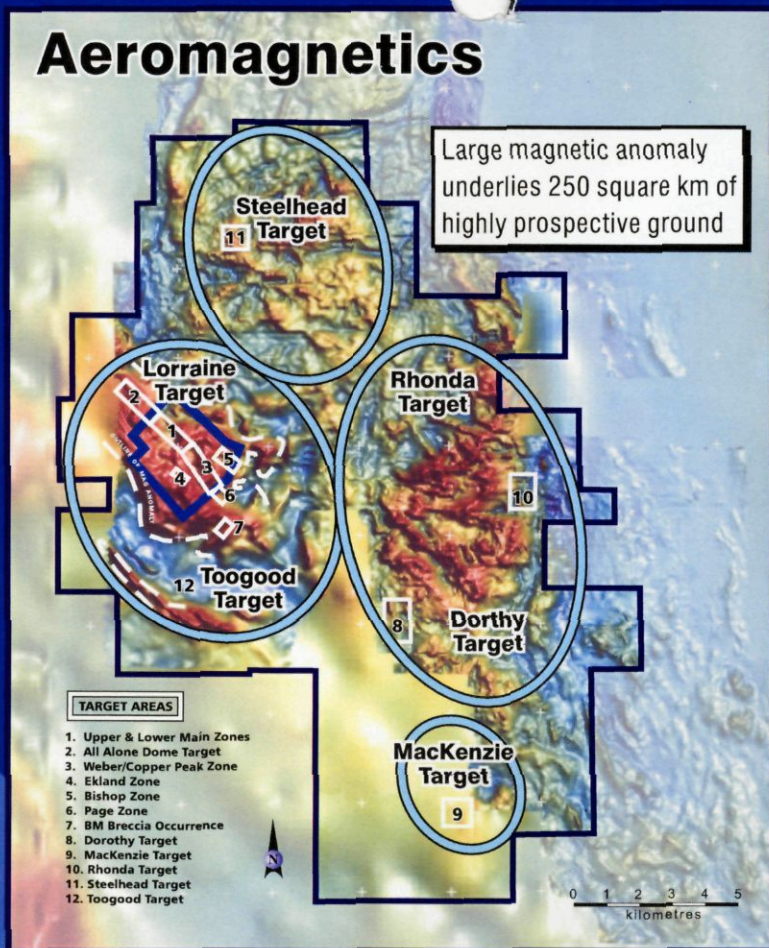 Aeromagnetics
Large magnetic anomaly
underlies 250 square km of
highly prospective ground
Steelhead
Target
11
Lorraine
Target
2
1
3
5
4
6
7
OUTLINE OF MAG ANOMALY
12
Toogood
Target
Rhonda
Target
10
8
Dorthy
Target
MacKenzie
Target
9
TARGET AREAS
1. Upper & Lower Main Zones
2. All Alone Dome Target
3. Weber/Copper Peak Zone
4. Ekland Zone
5. Bishop Zone
6. Page Zone
7. BM Breccia Occurrence
8. Dorothy Target
9. MacKenzie Target
10. Rhonda Target
11. Steelhead Target
12. Toogood Target
N
0 1 2 3 4 5
kilometres